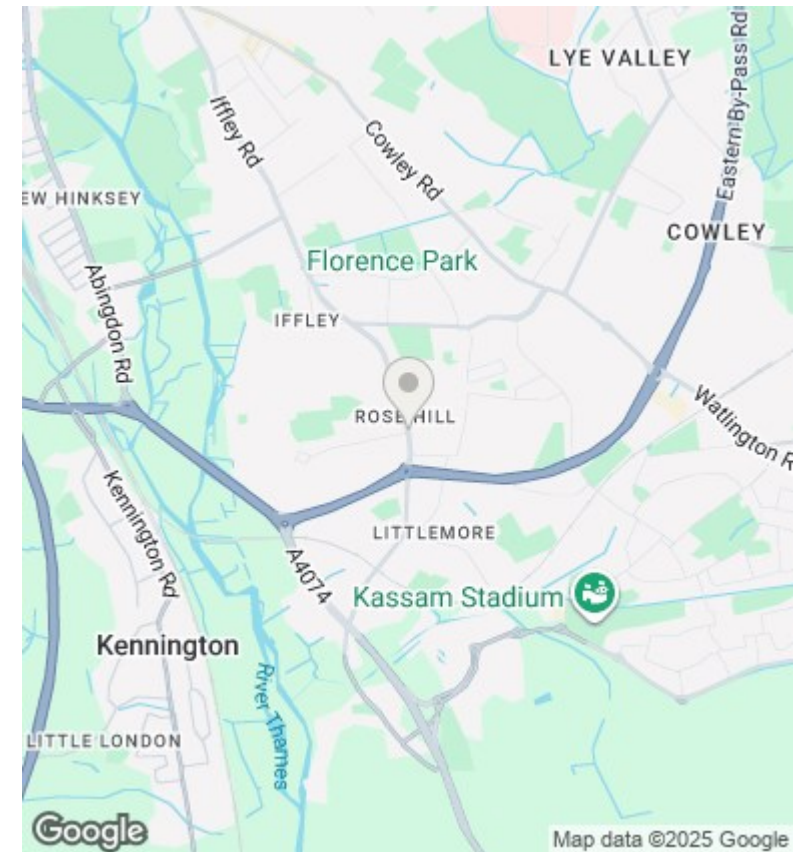 LYE VALLEY
Eastern By-Pass Rd
Iffley Rd
Cowley Rd
EW HINKSEY
COWLEY
Florence Park
Abingdon Rd
IFFLEY
ROSE HILL
Watlington R
Kennington Rd
LITTLEMORE
A4074
Kassam Stadium
Kennington
River Thames
LITTLE LONDON
Google
Map data ©2025 Google